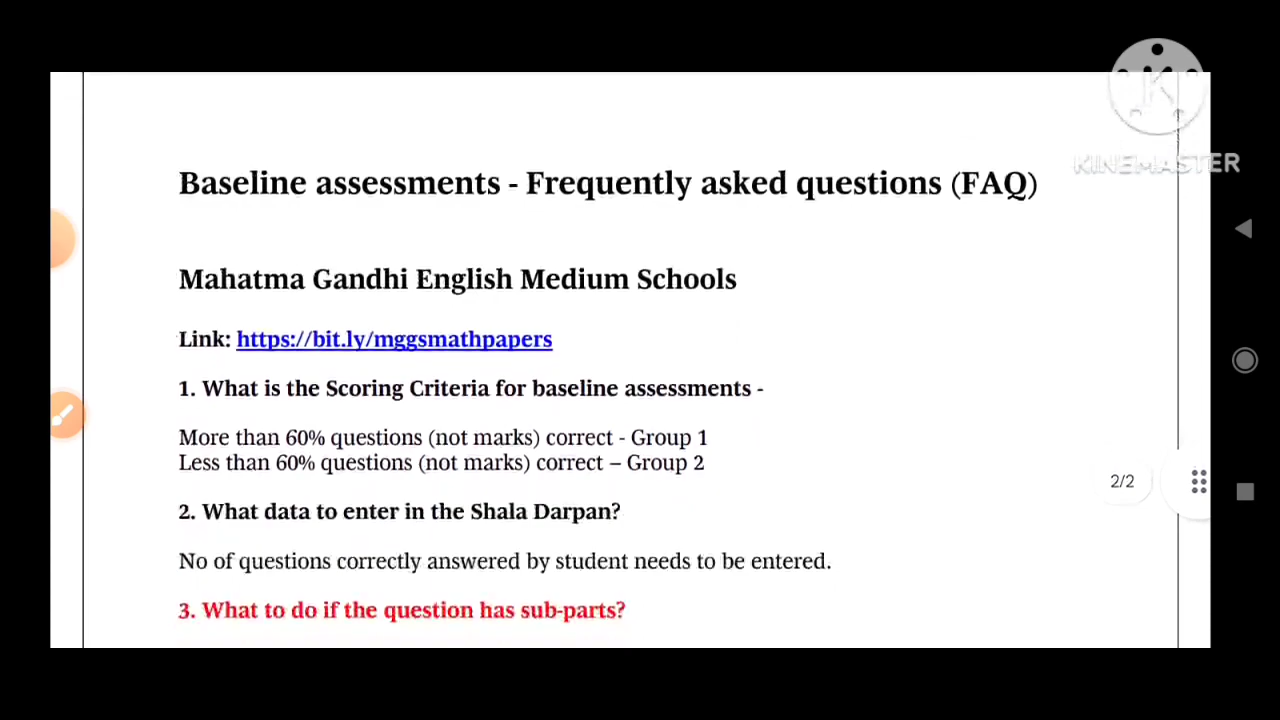 KINEMASTER
Baseline assessments - Frequently asked questions (FAQ)
Mahatma Gandhi English Medium Schools
Link: https://bit.ly/mggsmathpapers
1. What is the Scoring Criteria for baseline assessments -
More than 60% questions (not marks) correct - Group 1
Less than 60% questions (not marks) correct – Group 2
2/2
2. What data to enter in the Shala Darpan?
No of questions correctly answered by student needs to be entered.
3. What to do if the question has sub-parts?